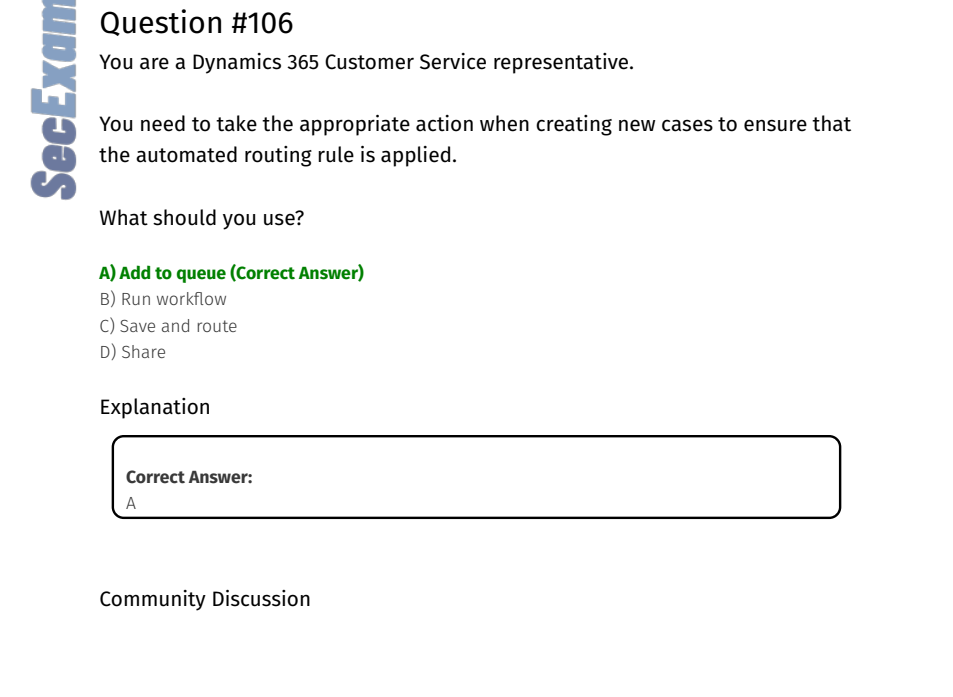 SecExam
Question #106
You are a Dynamics 365 Customer Service representative.
You need to take the appropriate action when creating new cases to ensure that
the automated routing rule is applied.
What should you use?
A) Add to queue (Correct Answer)
B) Run workflow
C) Save and route
D) Share
Explanation
Correct Answer:
A
Community Discussion